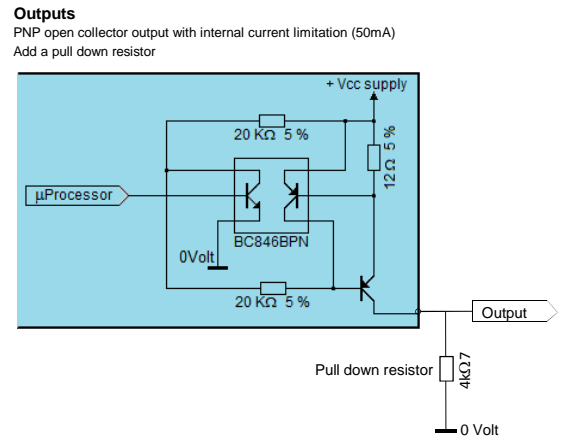 Outputs
PNP open collector output with internal current limitation (50mA)
Add a pull down resistor
+ Vcc supply
20 KΩ 5 %
12 Ω 5 %
µProcessor
BC846BPN
0Volt
20 KΩ 5 %
Output
Pull down resistor
4kΩ7
0 Volt